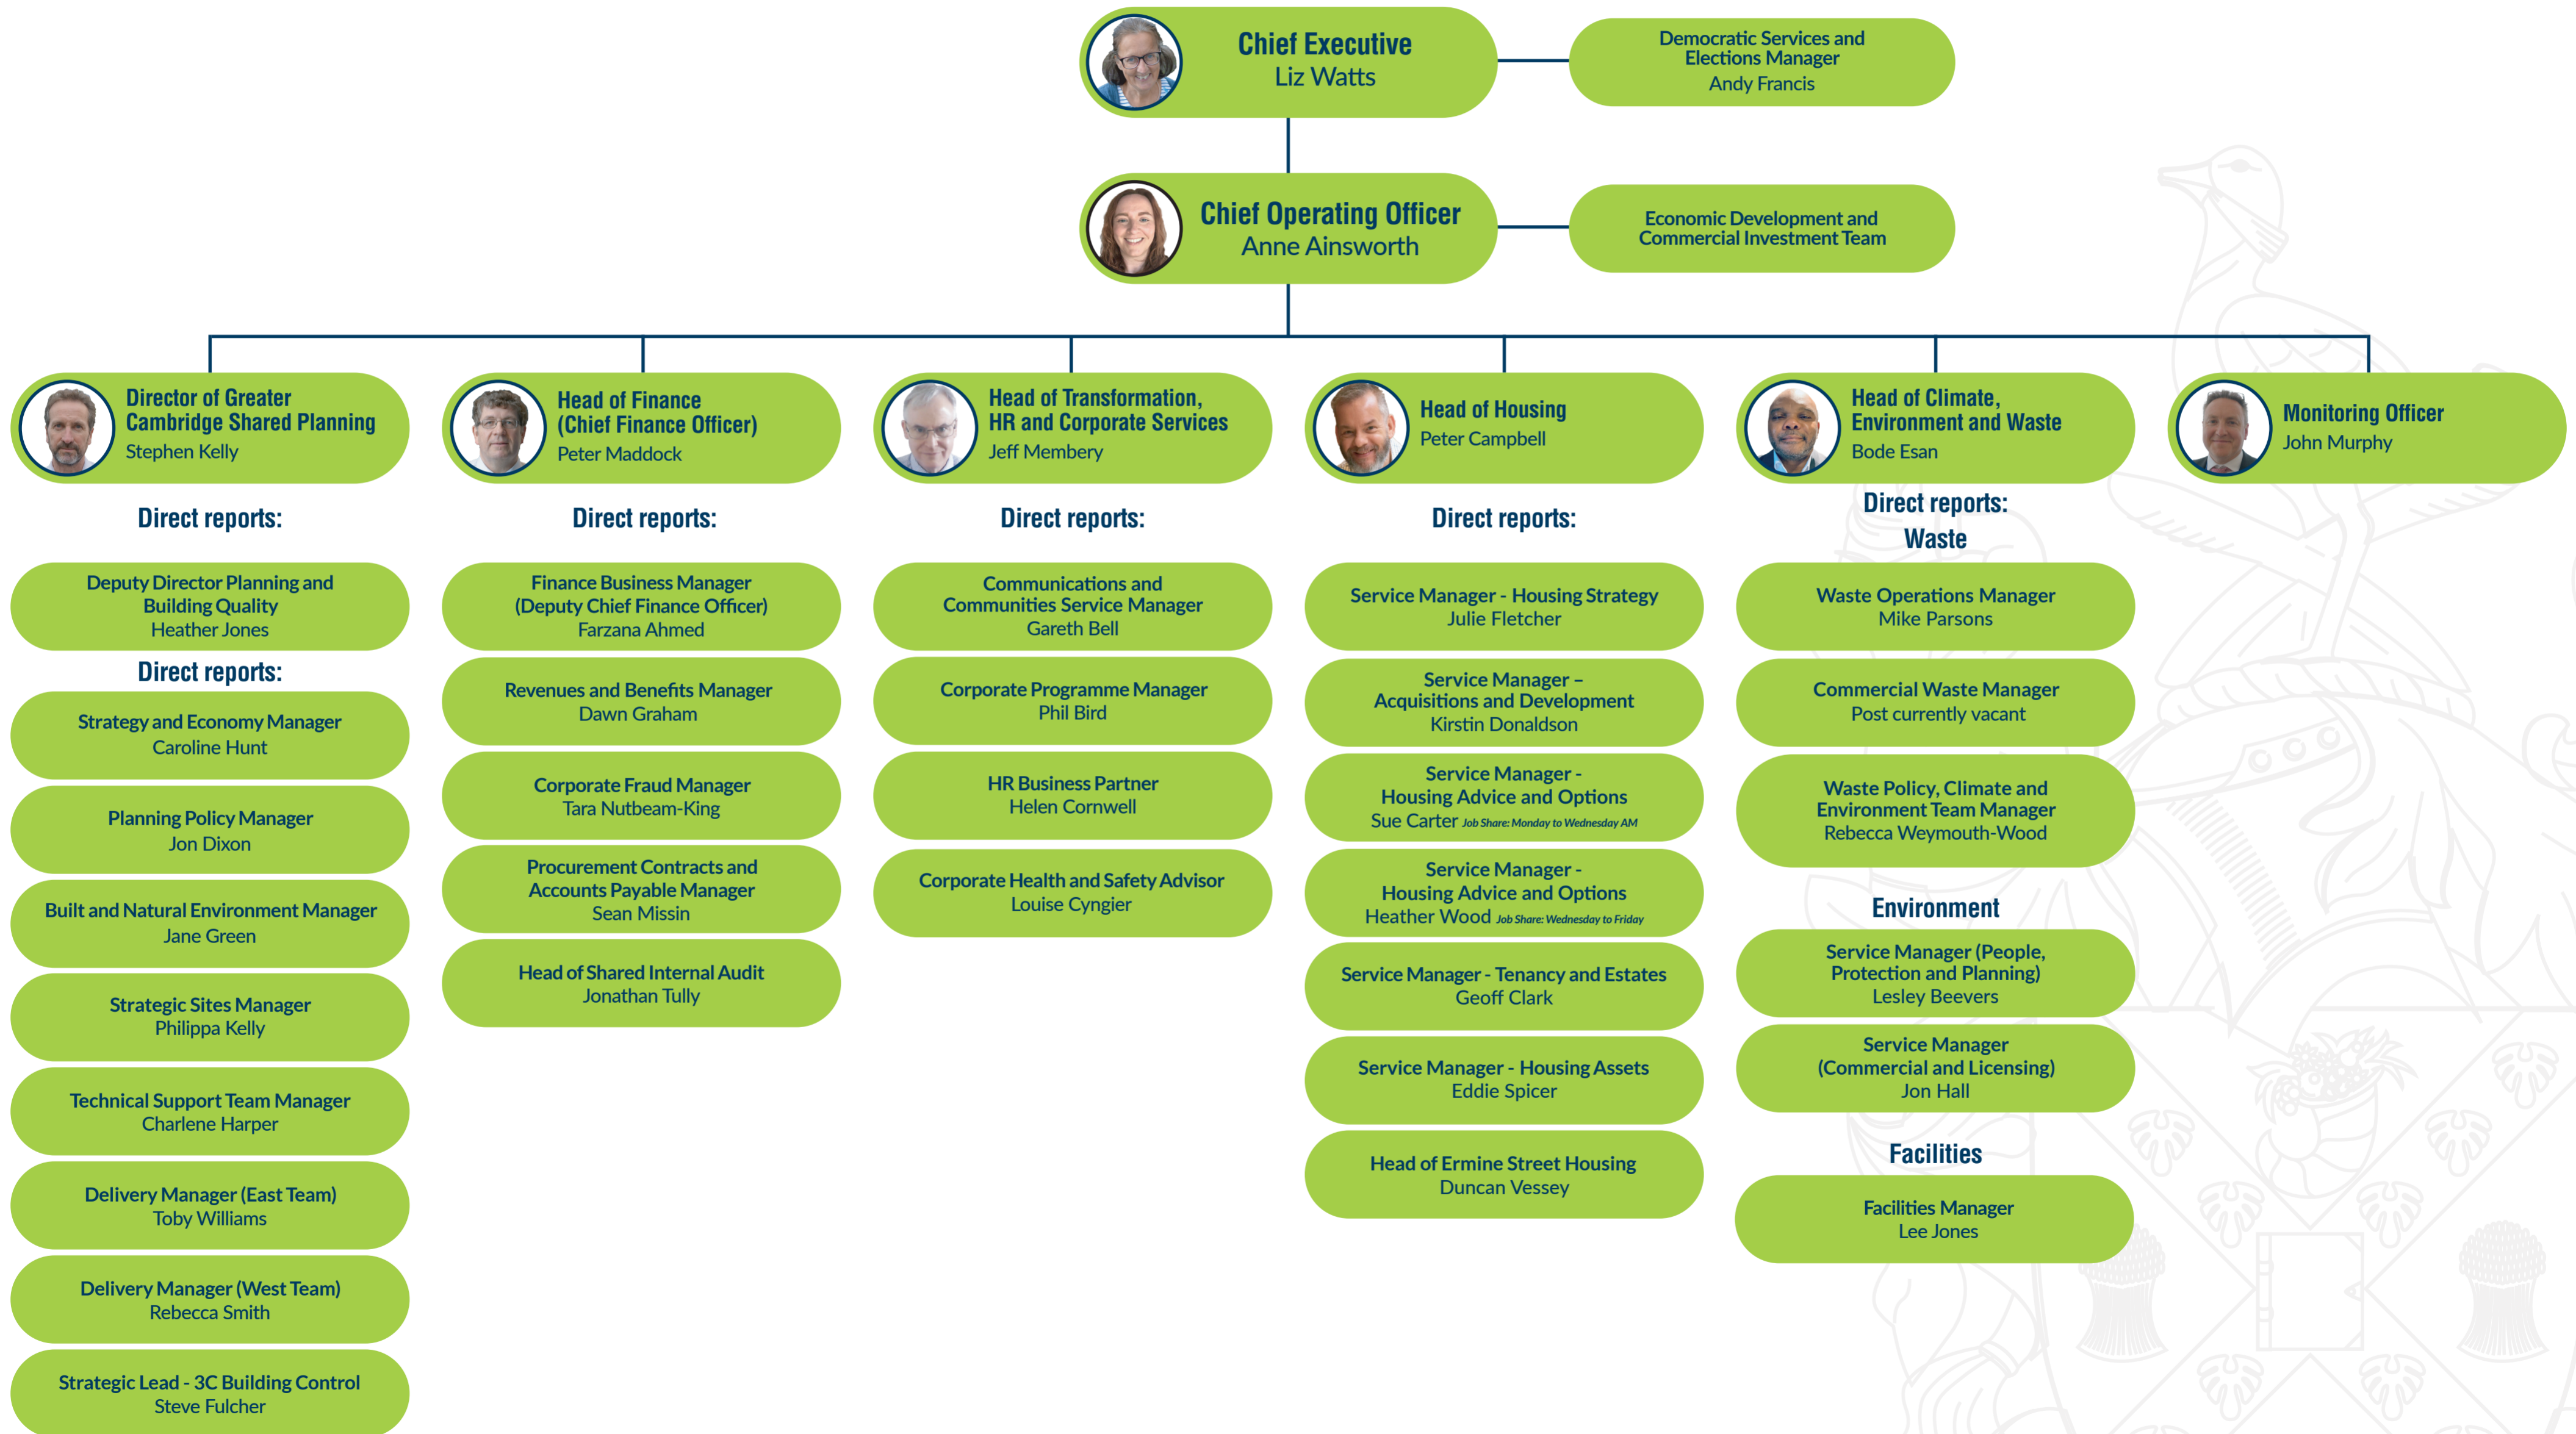 Chief Executive
Liz Watts
Democratic Services and
Elections Manager
Andy Francis
Chief Operating Officer
Anne Ainsworth
Economic Development and
Commercial Investment Team
Director of Greater
Cambridge Shared Planning
Stephen Kelly
Direct reports:
Deputy Director Planning and
Building Quality
Heather Jones
Direct reports:
Strategy and Economy Manager
Caroline Hunt
Planning Policy Manager
Jon Dixon
Built and Natural Environment Manager
Jane Green
Strategic Sites Manager
Philippa Kelly
Technical Support Team Manager
Charlene Harper
Delivery Manager (East Team)
Toby Williams
Delivery Manager (West Team)
Rebecca Smith
Strategic Lead - 3C Building Control
Steve Fulcher
Head of Finance
(Chief Finance Officer)
Peter Maddock
Direct reports:
Finance Business Manager
(Deputy Chief Finance Officer)
Farzana Ahmed
Revenues and Benefits Manager
Dawn Graham
Corporate Fraud Manager
Tara Nutbeam-King
Procurement Contracts and
Accounts Payable Manager
Sean Missin
Head of Shared Internal Audit
Jonathan Tully
Head of Transformation,
HR and Corporate Services
Jeff Membery
Direct reports:
Communications and
Communities Service Manager
Gareth Bell
Corporate Programme Manager
Phil Bird
HR Business Partner
Helen Cornwell
Corporate Health and Safety Advisor
Louise Cyngier
Head of Housing
Peter Campbell
Direct reports:
Service Manager - Housing Strategy
Julie Fletcher
Service Manager –
Acquisitions and Development
Kirstin Donaldson
Service Manager -
Housing Advice and Options
Sue Carter Job Share: Monday to Wednesday AM
Service Manager -
Housing Advice and Options
Heather Wood Job Share: Wednesday to Friday
Service Manager - Tenancy and Estates
Geoff Clark
Service Manager - Housing Assets
Eddie Spicer
Head of Ermine Street Housing
Duncan Vessey
Head of Climate,
Environment and Waste
Bode Esan
Direct reports:
Waste
Waste Operations Manager
Mike Parsons
Commercial Waste Manager
Post currently vacant
Waste Policy, Climate and
Environment Team Manager
Rebecca Weymouth-Wood
Environment
Service Manager (People,
Protection and Planning)
Lesley Beevers
Service Manager
(Commercial and Licensing)
Jon Hall
Facilities
Facilities Manager
Lee Jones
Monitoring Officer
John Murphy